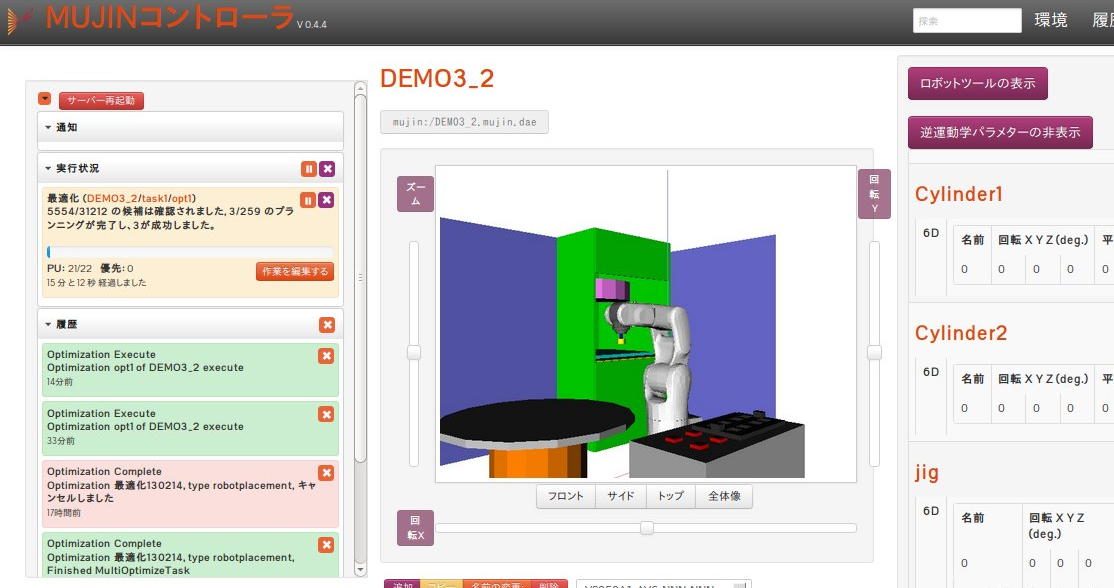 MUJINコントローラ V 0.4.4
探索
環境
サーバー再起動
通知
実行状況
最適化 (DEMO3_2/task1/opt1)
5554/31212 の候補は確認されました, 3/259 のプラ
ンニングが完了し, 3が成功しました。
PU: 21/22 優先: 0
作業を編集する
15 分 と 12 秒 経過しました
履歴
Optimization Execute
Optimization opt1 of DEMO3_2 execute
14分前
Optimization Execute
Optimization opt1 of DEMO3_2 execute
33分前
Optimization Complete
Optimization 最適化130214, type robotplacement, キャ
ンセルしました
17時間前
Optimization Complete
Optimization 最適化130214, type robotplacement,
Finished MultiOptimizeTask
DEMO3_2
mujin:/DEMO3_2.mujin.dae
ズー
ム
回
転
Y
フロント
サイド
トップ
全体像
回
転X
追加
コピー
名前の変更:
削除
ロボットツールの表示
逆運動学パラメターの非表示
Cylinder1
6D
名前 回転 X Y Z (deg.) 平
0 0 0 0 0
Cylinder2
6D
名前 回転 X Y Z (deg.) 平
0 0 0 0 0
jig
6D
名前
回転 X Y Z
(deg.)
0 0 0 0